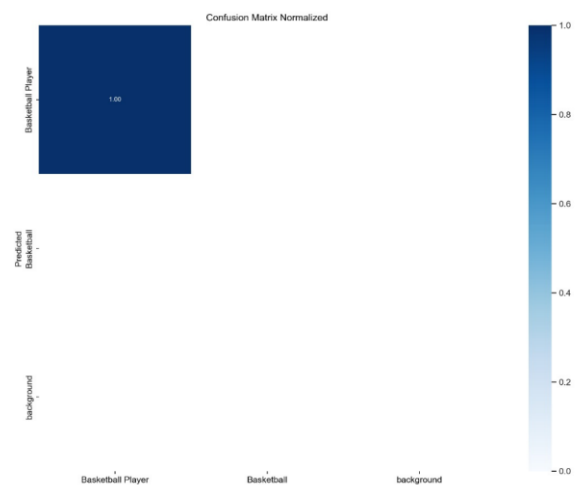 Confusion Matrix Normalized
Basketball Player
1.00
Predicted
Basketball
background
Basketball Player
Basketball
background
1.0
0.8
0.6
0.4
0.2
0.0